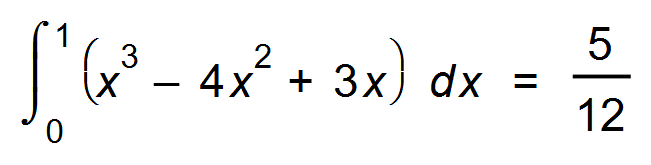 ∫₀¹ (x³ − 4x² + 3x) dx = 5/12